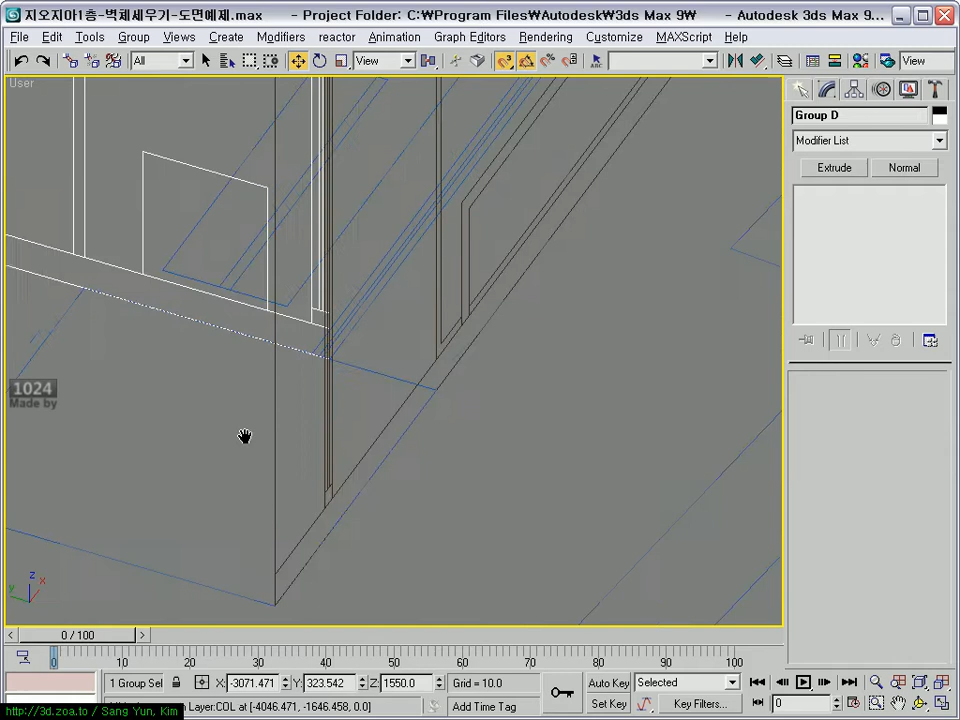 지오지아1층-벽체세우기-도면예제.max - Project Folder: C:₩Program Files₩Autodesk₩3ds Max 9₩ - Autodesk 3ds Max 9...
File Edit Tools Group Views Create Modifiers reactor Animation Graph Editors Rendering Customize MAXScript Help
All View View
User
Group D
Modifier List
Extrude Normal
1024
Made by
z
x
y
0 / 100
0 10 20 30 40 50 60 70 80 90 100
1 Group Sel X: -3071.471 Y: 323.542 Z: 1550.0 Grid = 10.0 Auto Key Selected
Layer:COL at [-4046.471, -1646.458, 0.0] Add Time Tag Set Key Key Filters... 0
http://3d.zoa.to / Sang Yun, Kim